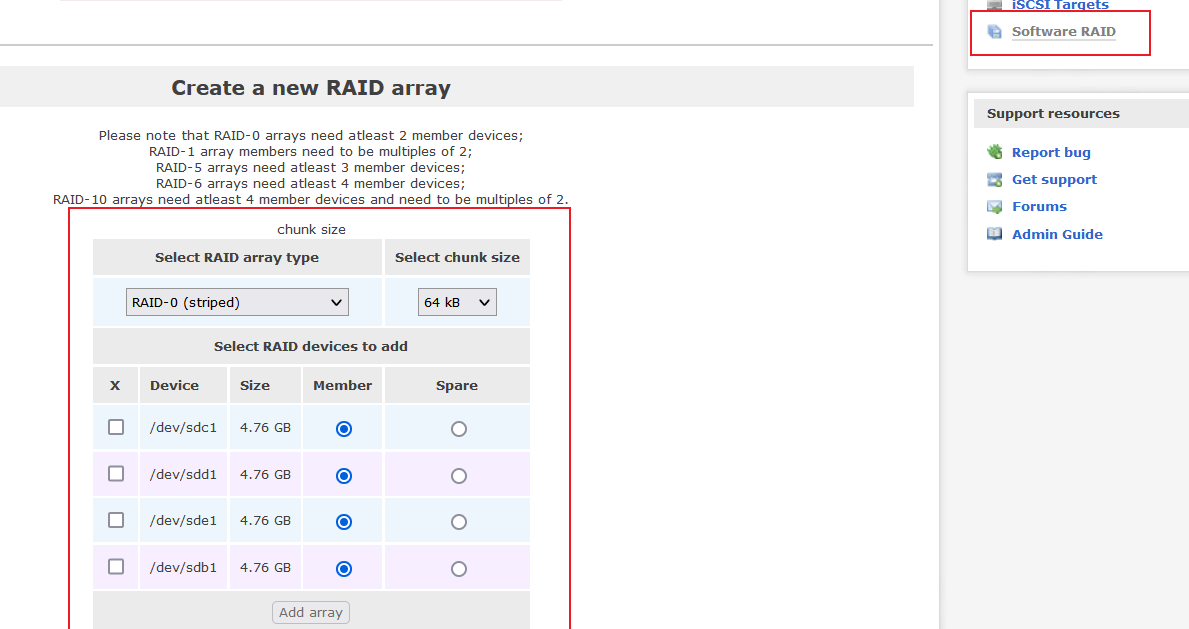 iSCSI Targets
Software RAID
Create a new RAID array
Please note that RAID-0 arrays need atleast 2 member devices;
RAID-1 array members need to be multiples of 2;
RAID-5 arrays need atleast 3 member devices;
RAID-6 arrays need atleast 4 member devices;
RAID-10 arrays need atleast 4 member devices and need to be multiples of 2.
chunk size
Select RAID array type Select chunk size
RAID-0 (striped) 64 kB
Select RAID devices to add
X Device Size Member Spare
/dev/sdc1 4.76 GB
/dev/sdd1 4.76 GB
/dev/sde1 4.76 GB
/dev/sdb1 4.76 GB
Add array
Support resources
Report bug
Get support
Forums
Admin Guide